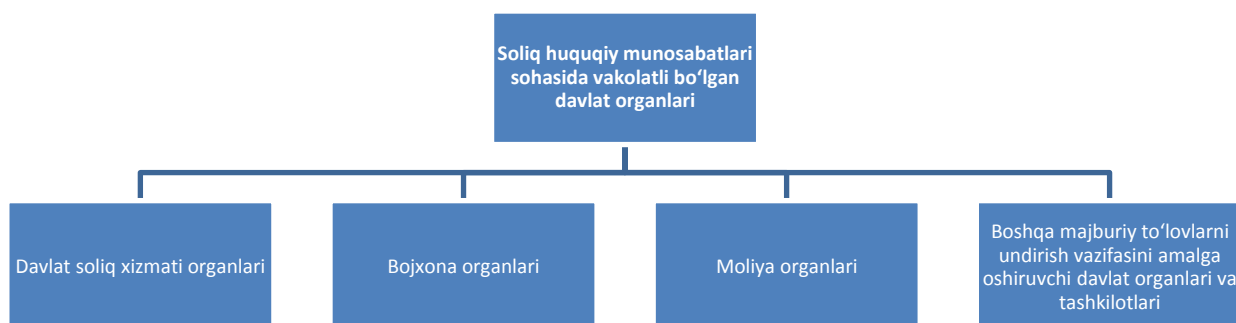 Soliq huquqiy munosabatlari
sohasida vakolatli bo‘lgan
davlat organlari
Davlat soliq xizmati organlari
Bojxona organlari
Moliya organlari
Boshqa majburiy to‘lovlarni
undirish vazifasini amalga
oshiruvchi davlat organlari va
tashkilotlari